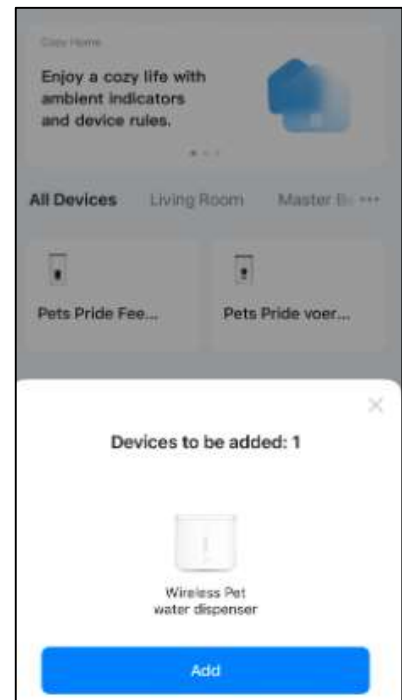 Cozy Home
Enjoy a cozy life with
ambient indicators
and device rules.
All Devices Living Room Master B
Pets Pride Fee... Pets Pride voer...
Devices to be added: 1
Wireless Pet
water dispenser
Add